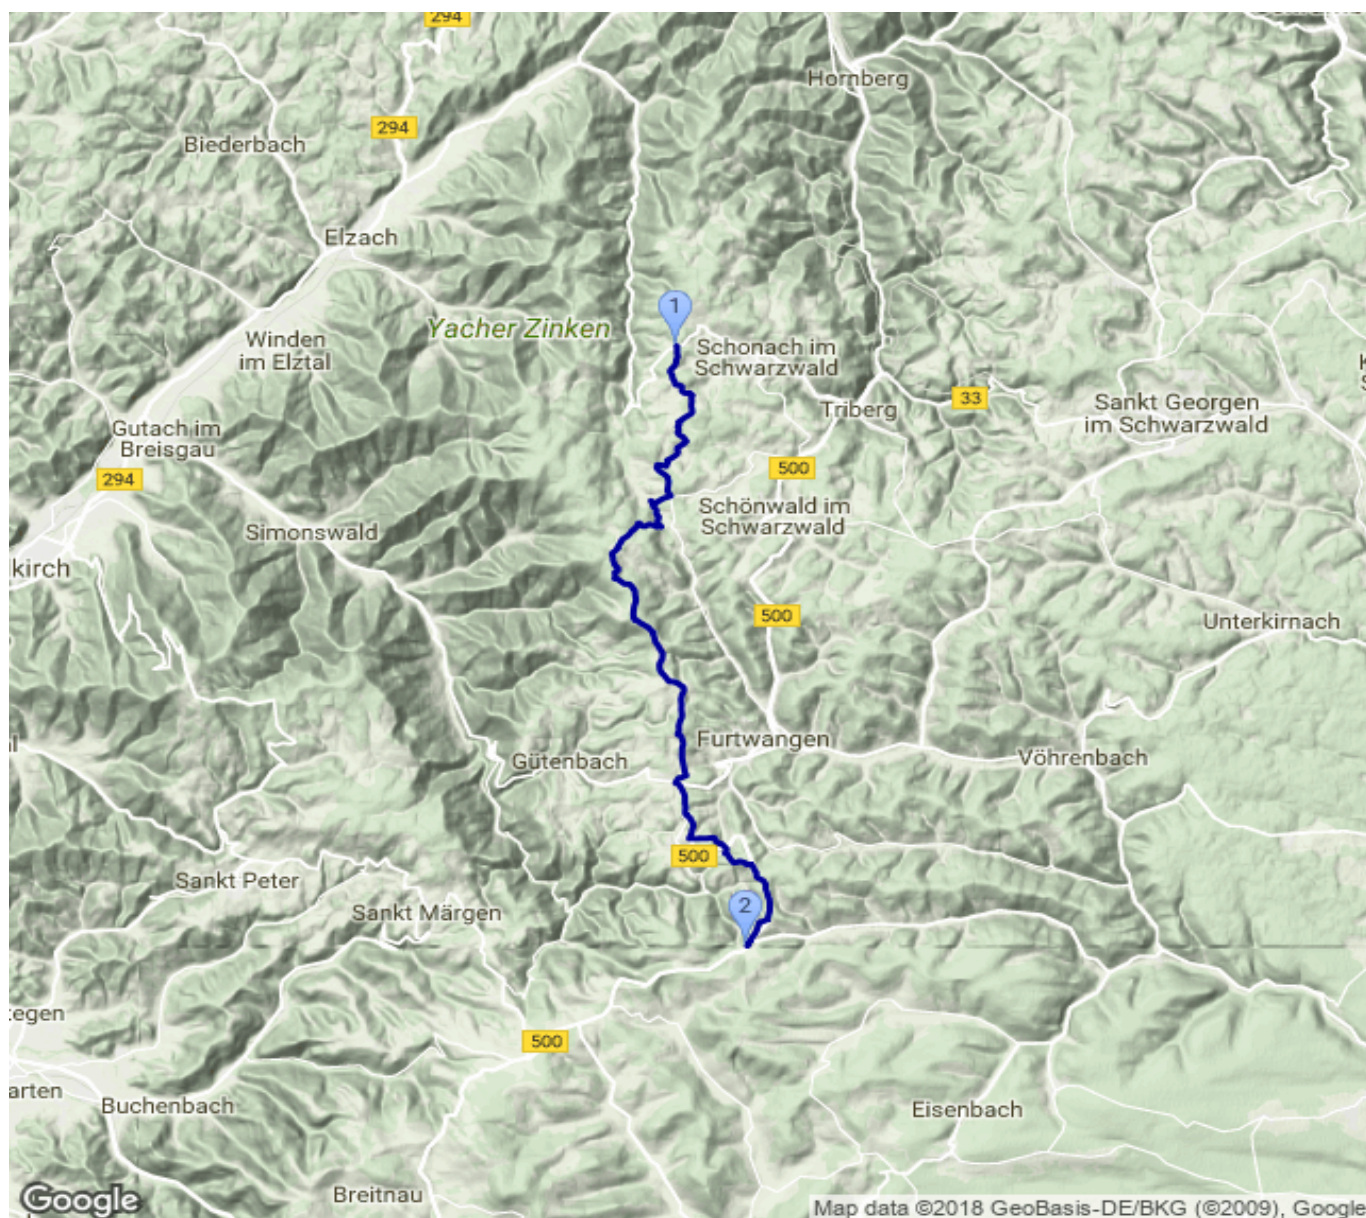 294
Hornberg
294
Biederbach
Elzach
1
Yacher Zinken
Winden
im Elztal
Schonach im
Schwarzwald
33
Triberg
Sankt Georgen
im Schwarzwald
Gutach im
Breisgau
294
500
Schönwald im
Schwarzwald
Simonswald
kirch
500
Unterkirnach
Furtwangen
Gütenbach
Vöhrenbach
500
Sankt Peter
Sankt Märgen
2
500
arten
Buchenbach
Eisenbach
Breitnau
Google
Map data ©2018 GeoBasis-DE/BKG (©2009), Google